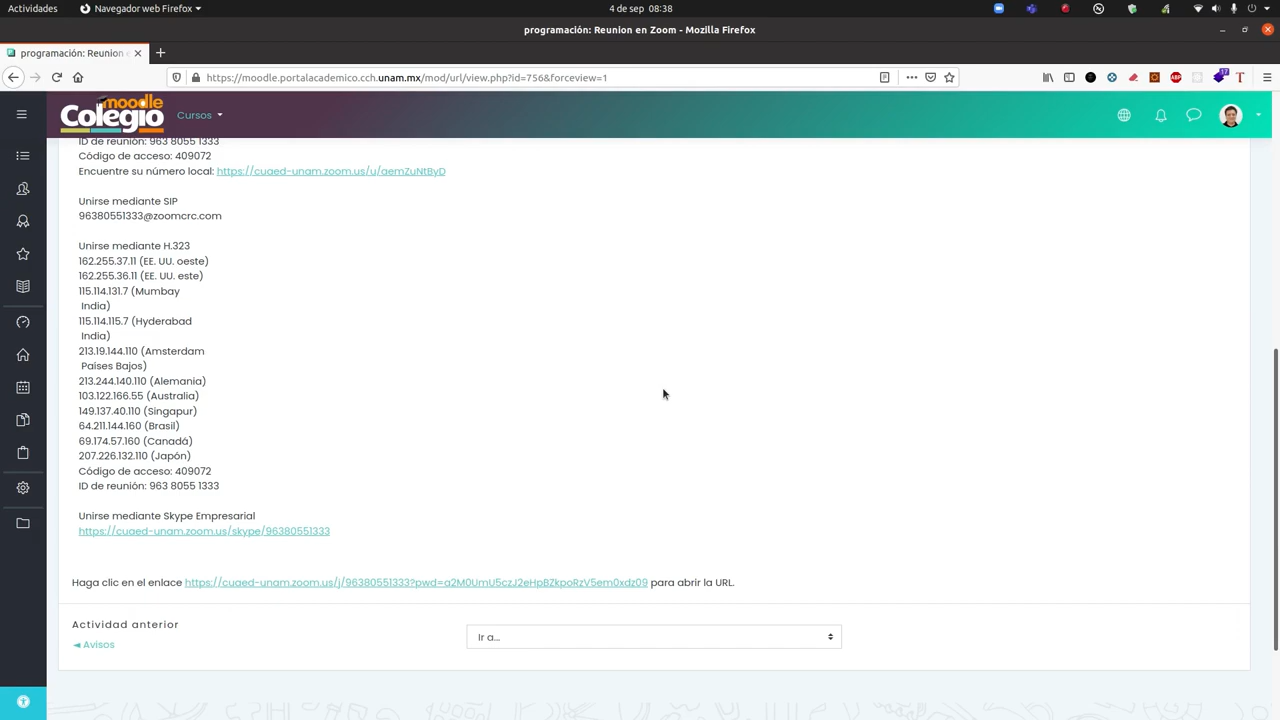 Actividades
Navegador web Firefox
4 de sep 08:38
programación: Reunion en Zoom - Mozilla Firefox
programación: Reunion e
https://moodle.portalacademico.cch.unam.mx/mod/url/view.php?id=756&forceview=1
17
ABP
T
moodle
Colegio
Cursos
ID de reunión: 963 8055 1333
Código de acceso: 409072
Encuentre su número local: https://cuaed-unam.zoom.us/u/aemZuNtByD
Unirse mediante SIP
96380551333@zoomcrc.com
Unirse mediante H.323
162.255.37.11 (EE. UU. oeste)
162.255.36.11 (EE. UU. este)
115.114.131.7 (Mumbay
India)
115.114.115.7 (Hyderabad
India)
213.19.144.110 (Amsterdam
Países Bajos)
213.244.140.110 (Alemania)
103.122.166.55 (Australia)
149.137.40.110 (Singapur)
64.211.144.160 (Brasil)
69.174.57.160 (Canadá)
207.226.132.110 (Japón)
Código de acceso: 409072
ID de reunión: 963 8055 1333
Unirse mediante Skype Empresarial
https://cuaed-unam.zoom.us/skype/96380551333
Haga clic en el enlace https://cuaed-unam.zoom.us/j/96380551333?pwd=a2M0UmU5czJ2eHpBZkpoRzV5em0xdz09 para abrir la URL.
Actividad anterior
◄ Avisos
Ir a...